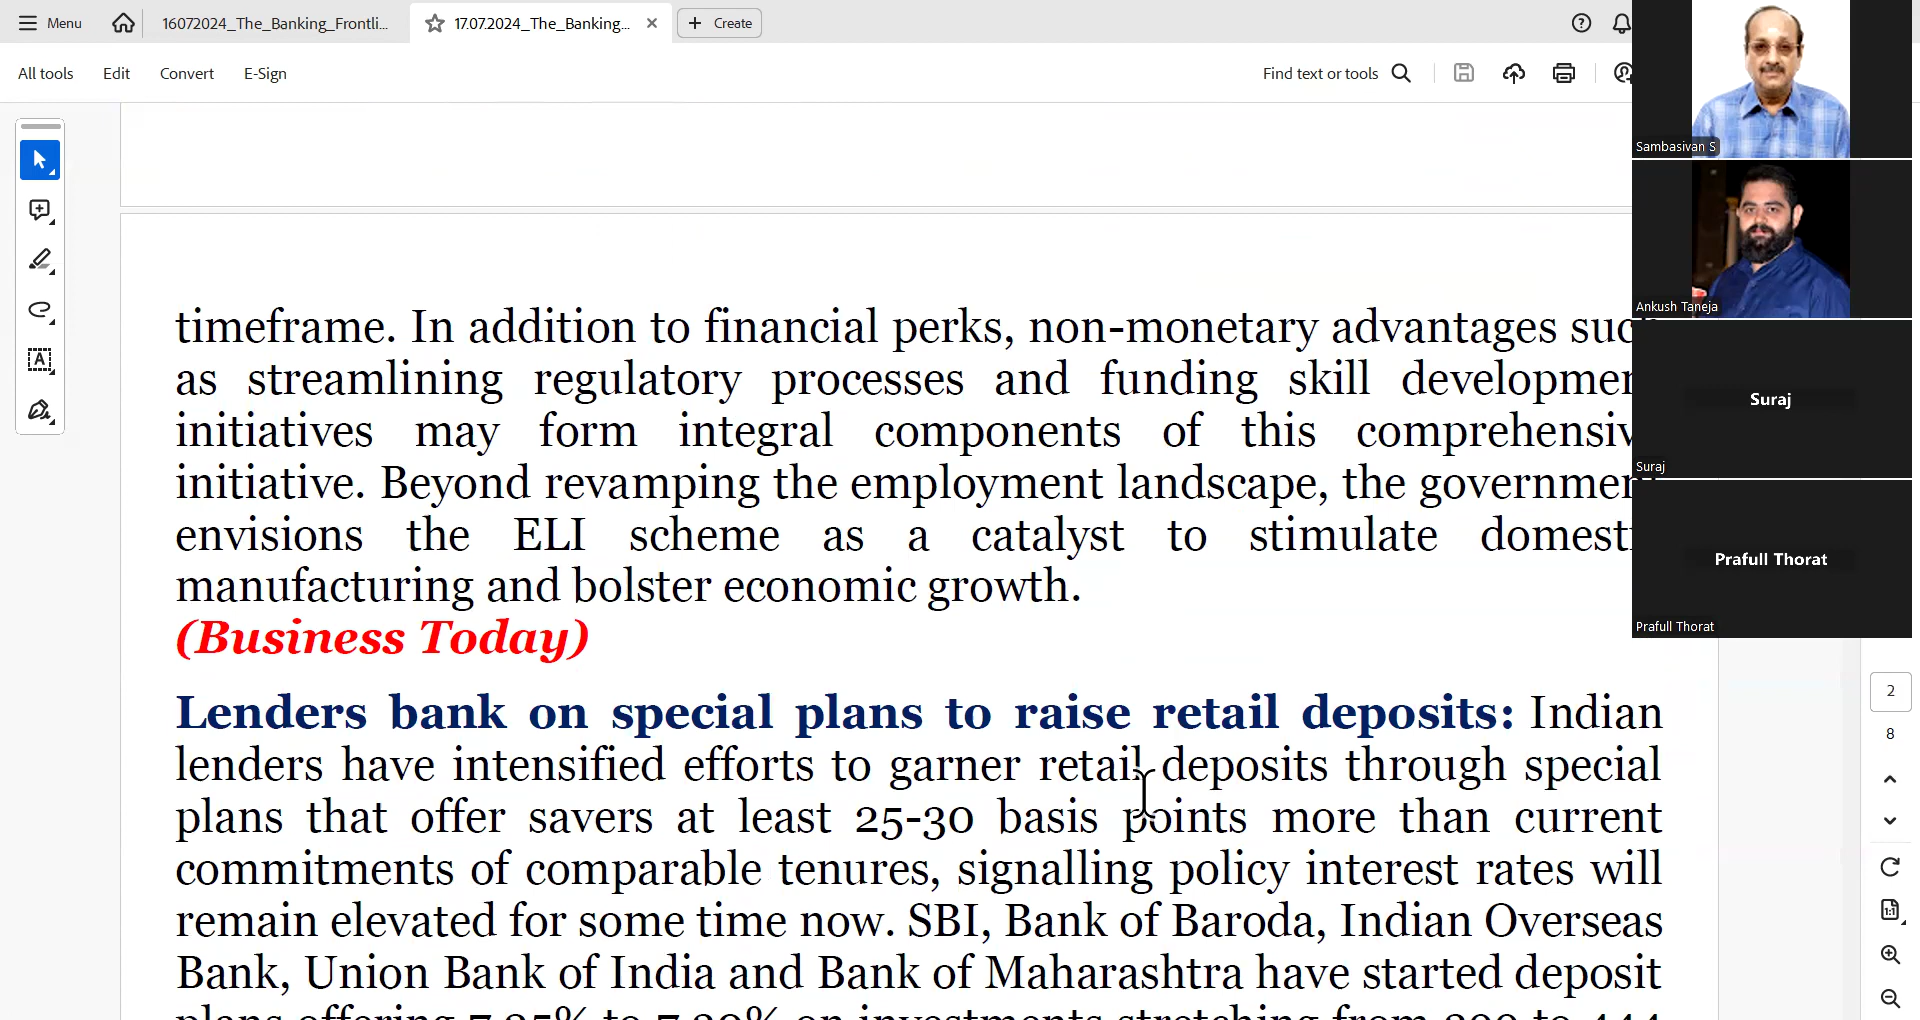 Menu
16072024_The_Banking_Frontli...
17.07.2024_The_Banking...
Create
All tools
Edit
Convert
E-Sign
Find text or tools
Sambasivan S
Ankush Taneja
Suraj
Suraj
Prafull Thorat
Prafull Thorat
timeframe. In addition to financial perks, non-monetary advantages such
as streamlining regulatory processes and funding skill developmen
initiatives may form integral components of this comprehensiv
initiative. Beyond revamping the employment landscape, the governmen
envisions the ELI scheme as a catalyst to stimulate domesti
manufacturing and bolster economic growth.
(Business Today)
Lenders bank on special plans to raise retail deposits: Indian
lenders have intensified efforts to garner retail deposits through special
plans that offer savers at least 25-30 basis points more than current
commitments of comparable tenures, signalling policy interest rates will
remain elevated for some time now. SBI, Bank of Baroda, Indian Overseas
Bank, Union Bank of India and Bank of Maharashtra have started deposit
2
8